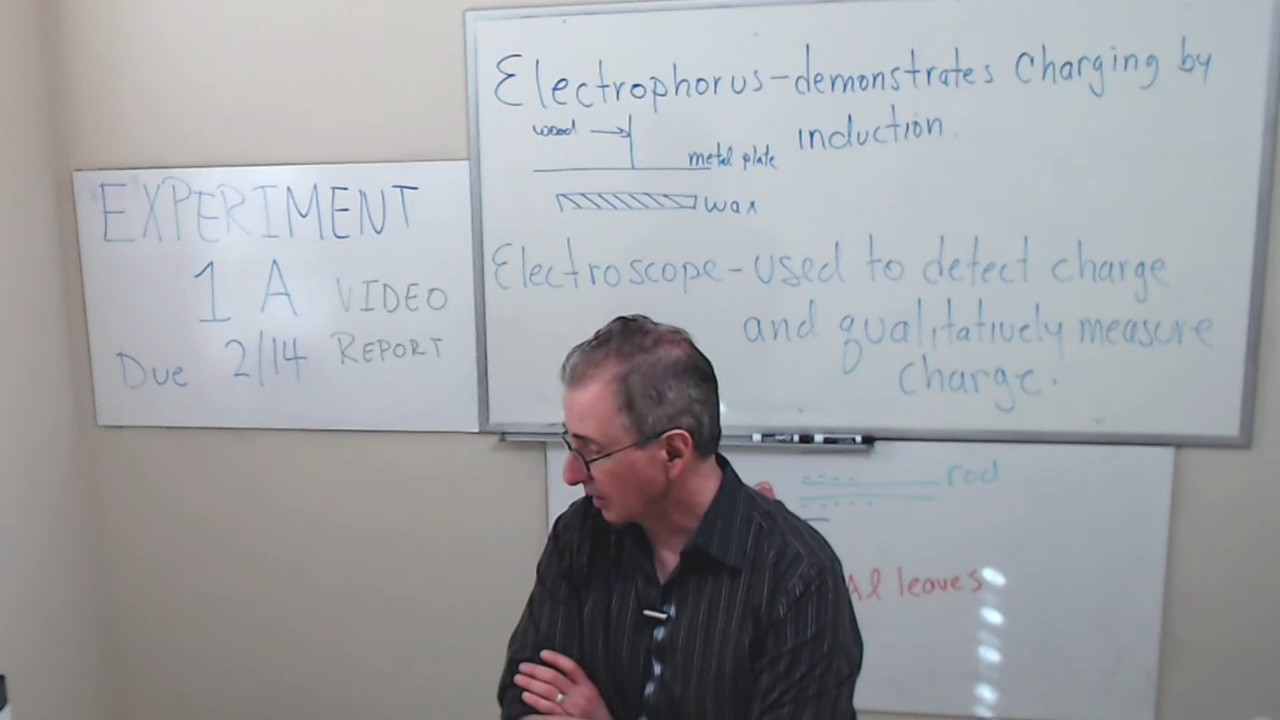 EXPERIMENT
1 A VIDEO
Due 2/14 REPORT
Electrophorus-demonstrates Charging by
induction
wood
metal plate
wax
Electroscope-used to detect charge
and qualitatively measure
charge.
rod
Al leaves